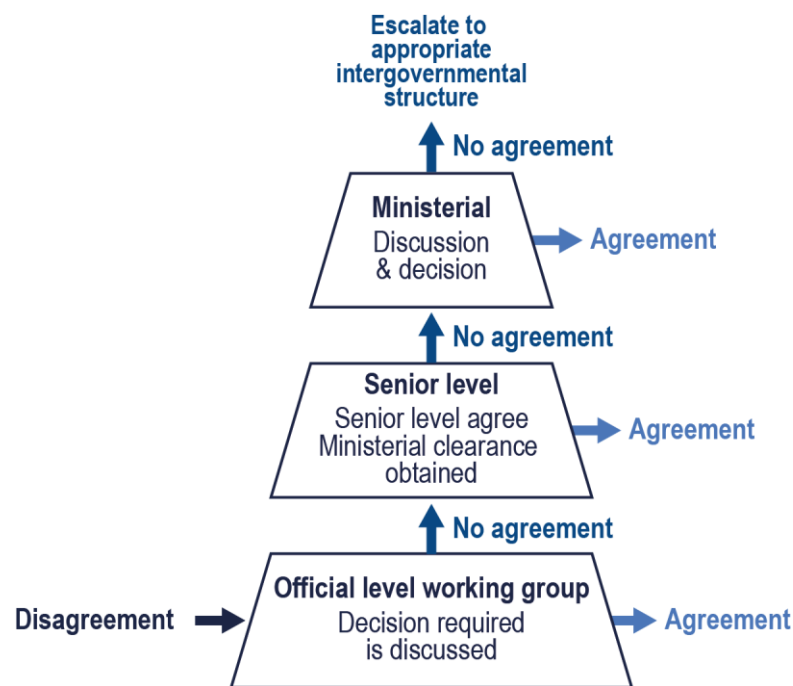 Escalate to
appropriate
intergovernmental
structure
No agreement
Ministerial
Discussion
& decision
Agreement
No agreement
Senior level
Senior level agree
Ministerial clearance
obtained
Agreement
No agreement
Official level working group
Disagreement
Decision required
is discussed
Agreement